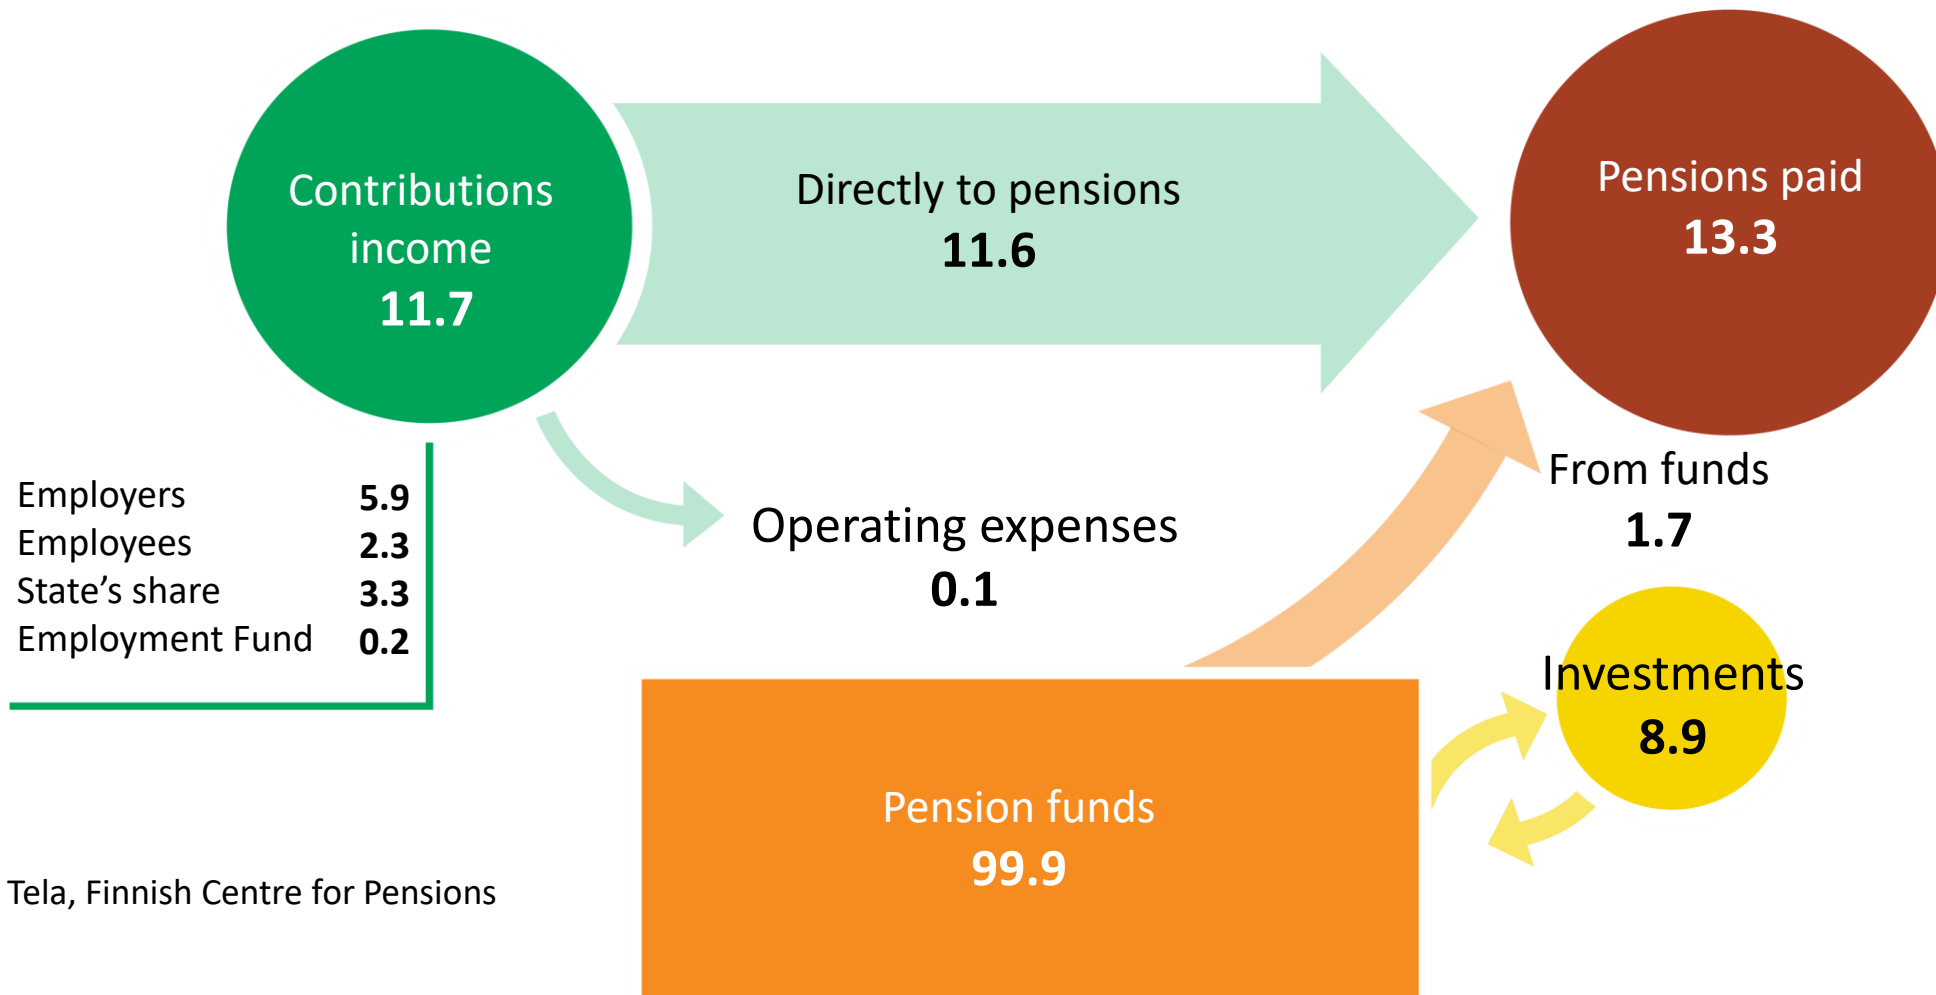 Contributions
income
11.7
Directly to pensions
11.6
Pensions paid
13.3
Employers 5.9
Employees 2.3
State’s share 3.3
Employment Fund 0.2
Operating expenses
0.1
From funds
1.7
Investments
8.9
Pension funds
99.9
Tela, Finnish Centre for Pensions